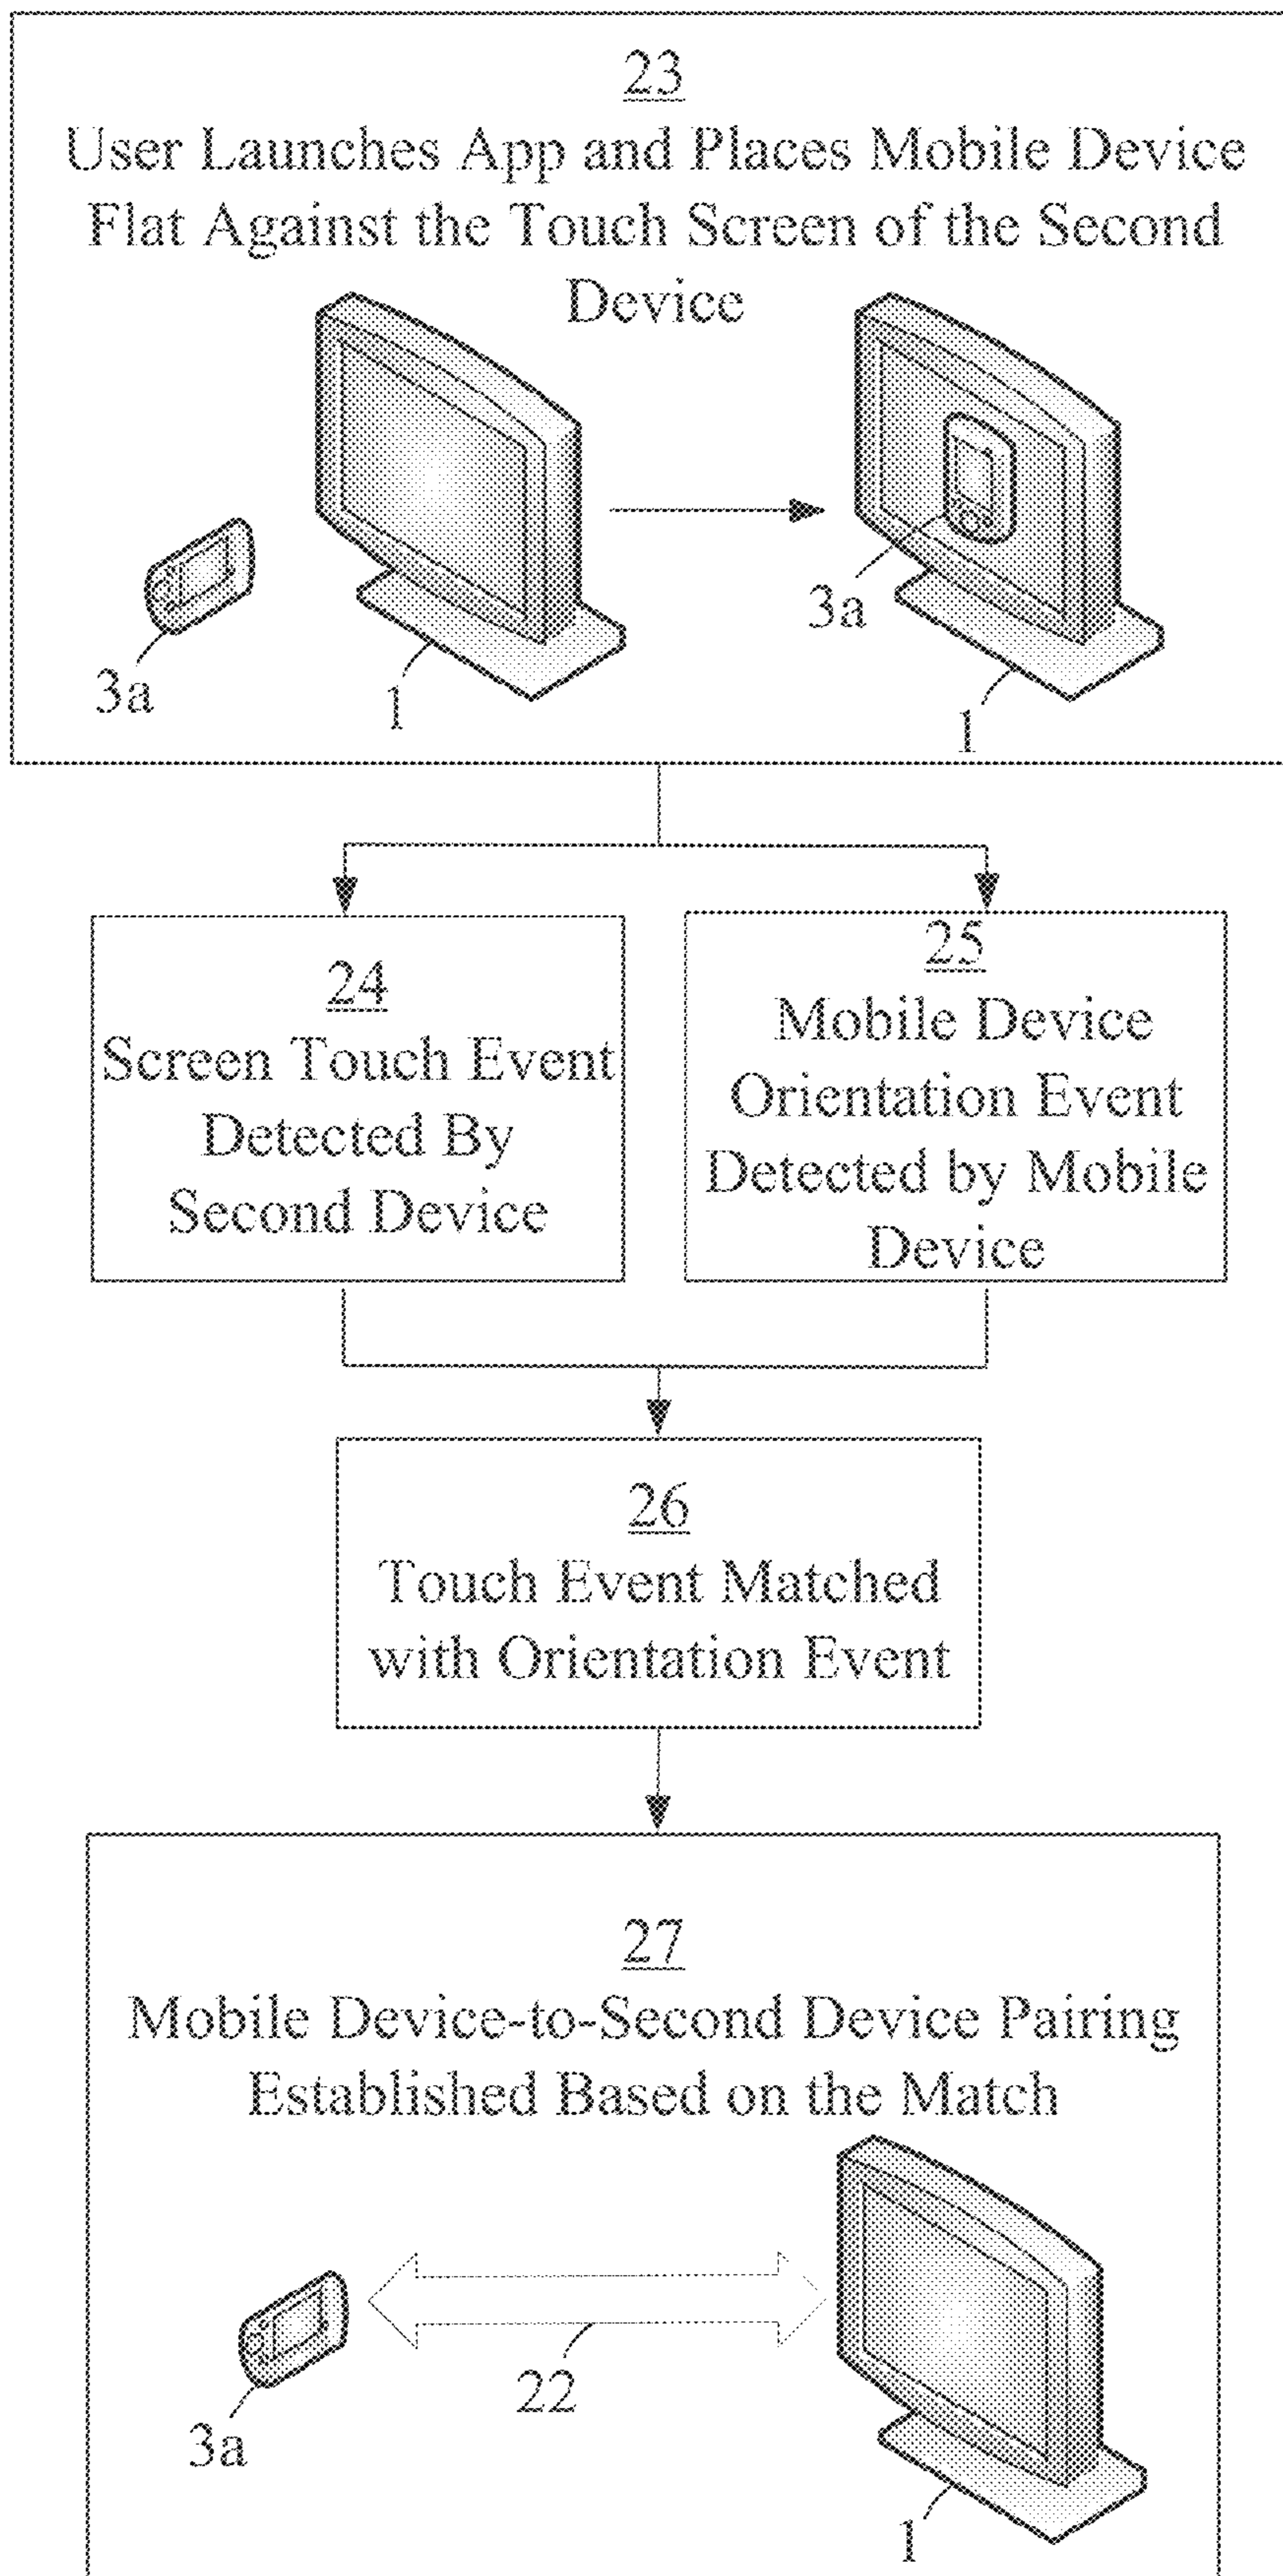 23
User Launches App and Places Mobile Device
Flat Against the Touch Screen of the Second
Device
3a
1
3a
1
24
Screen Touch Event
Detected By
Second Device
25
Mobile Device
Orientation Event
Detected by Mobile
Device
26
Touch Event Matched
with Orientation Event
27
Mobile Device-to-Second Device Pairing
Established Based on the Match
22
3a
1